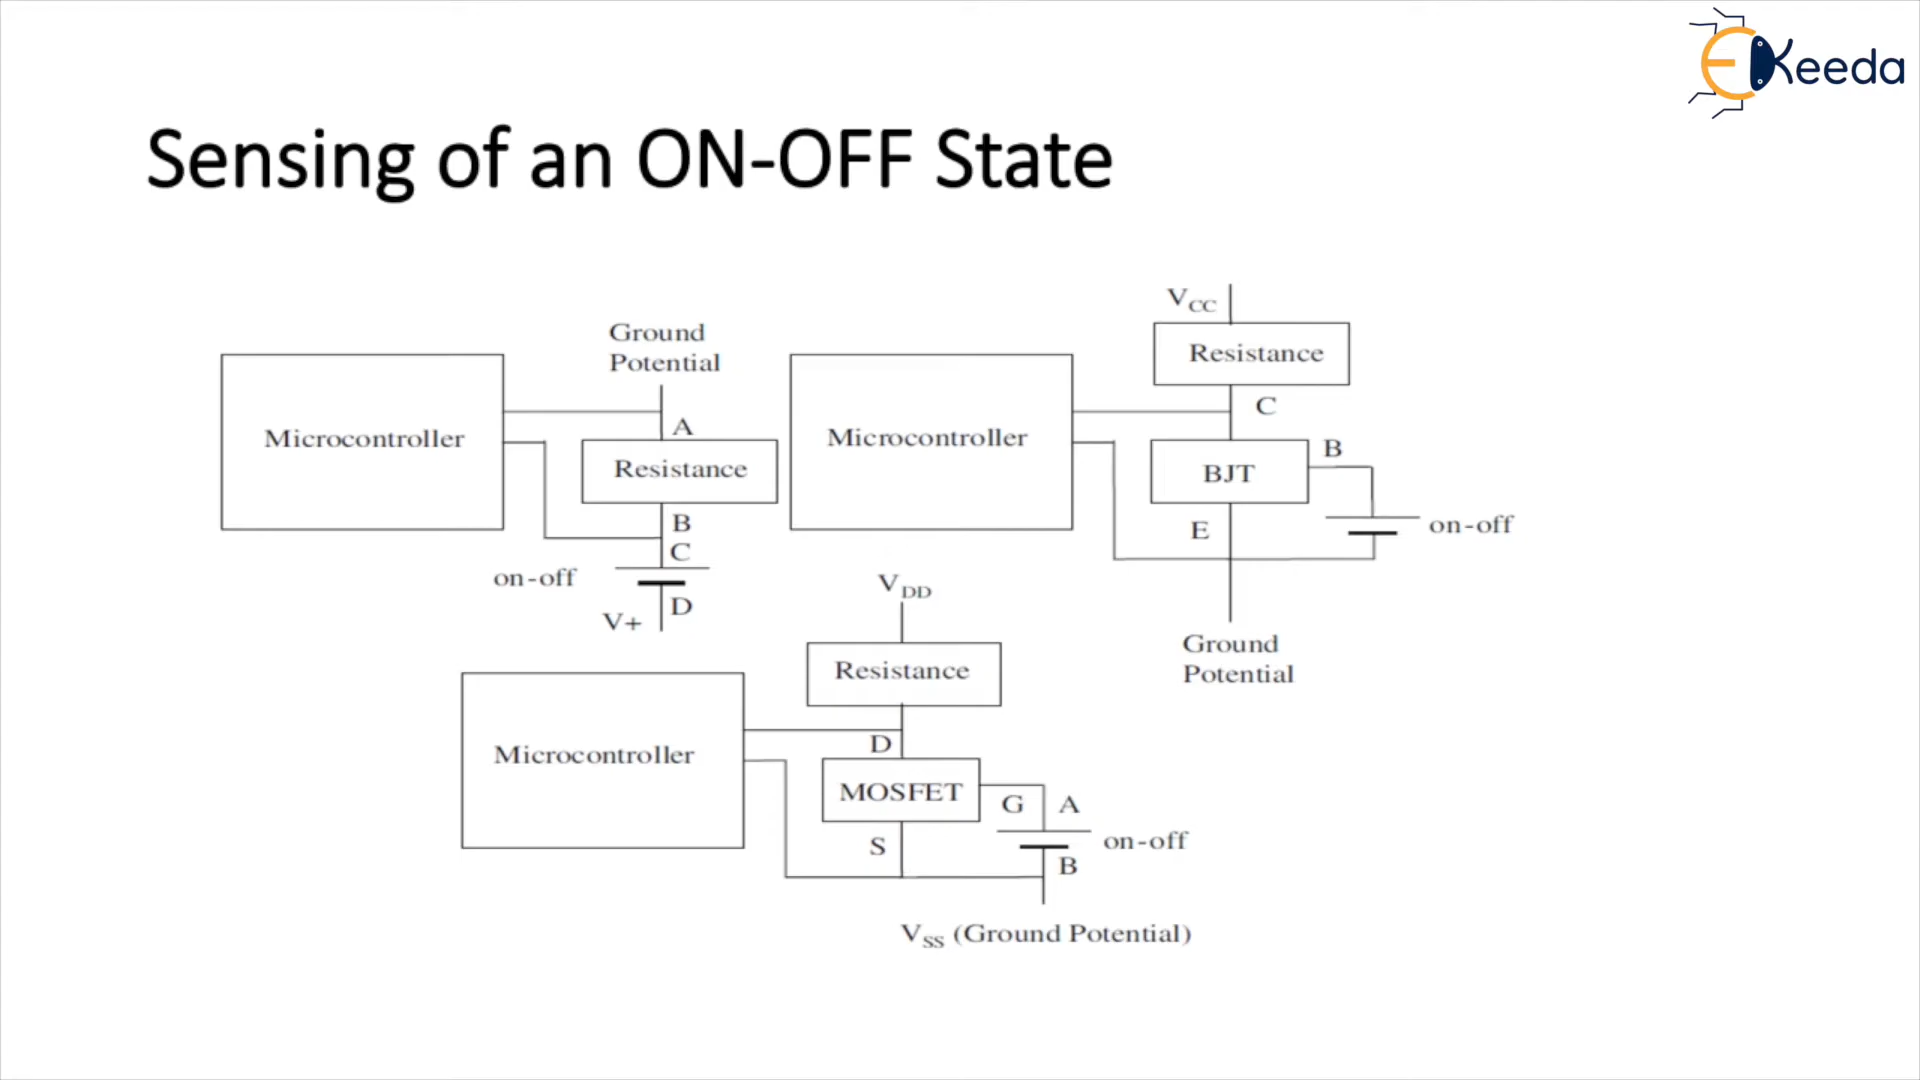 EKeeda
Sensing of an ON-OFF State
Ground
Potential
Microcontroller
A
Resistance
B
C
on-off
D
V+
VCC
Resistance
C
Microcontroller
B
BJT
E
on-off
Ground
Potential
VDD
Resistance
Microcontroller
D
MOSFET
G A
S
on-off
B
VSS (Ground Potential)